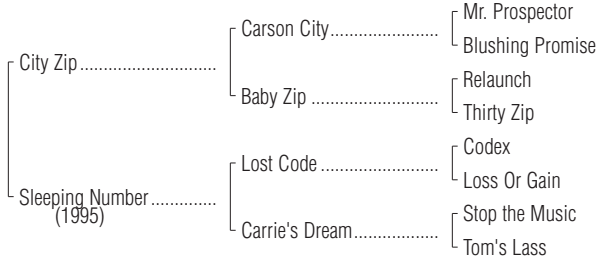 Mr. Prospector
Carson City
Blushing Promise
City Zip
Relaunch
Baby Zip
Thirty Zip
Codex
Lost Code
Loss Or Gain
Sleeping Number
(1995)
Stop the Music
Carrie's Dream
Tom's Lass